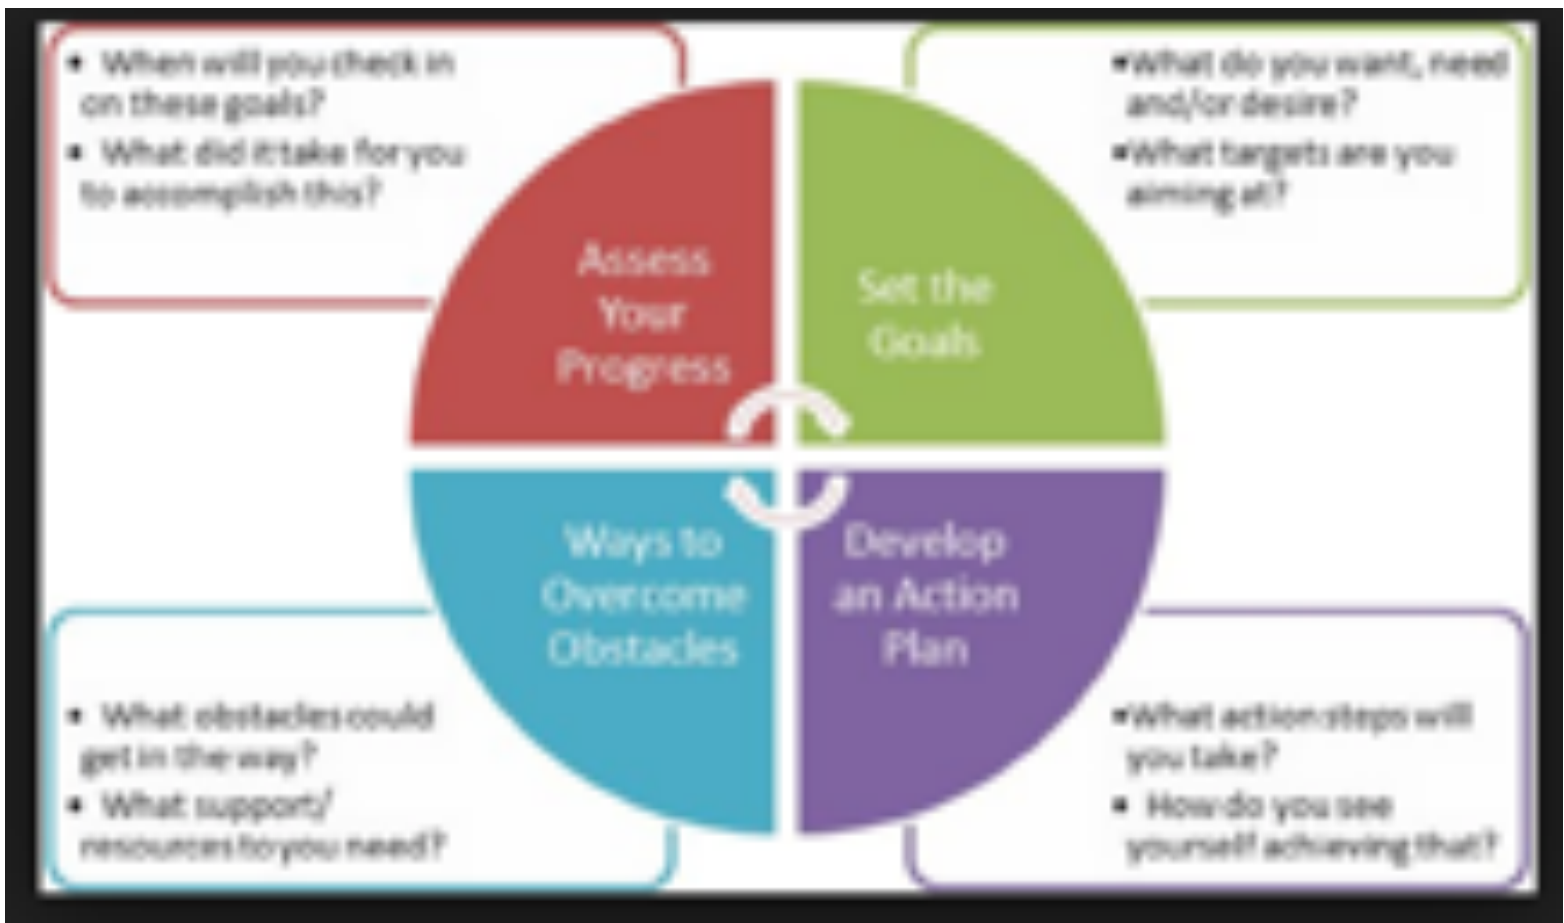 • When will you check in
on these goals?
• What did it take for you
to accomplish this?
•What do you want, need
and/or desire?
•What targets are you
aiming at?
Assess
Your
Progress
Set the
Goals
Ways to
Overcome
Obstacles
Develop
an Action
Plan
• What obstacles could
get in the way?
• What support/
resources to you need?
•What action steps will
you take?
• How do you see
yourself achieving that?